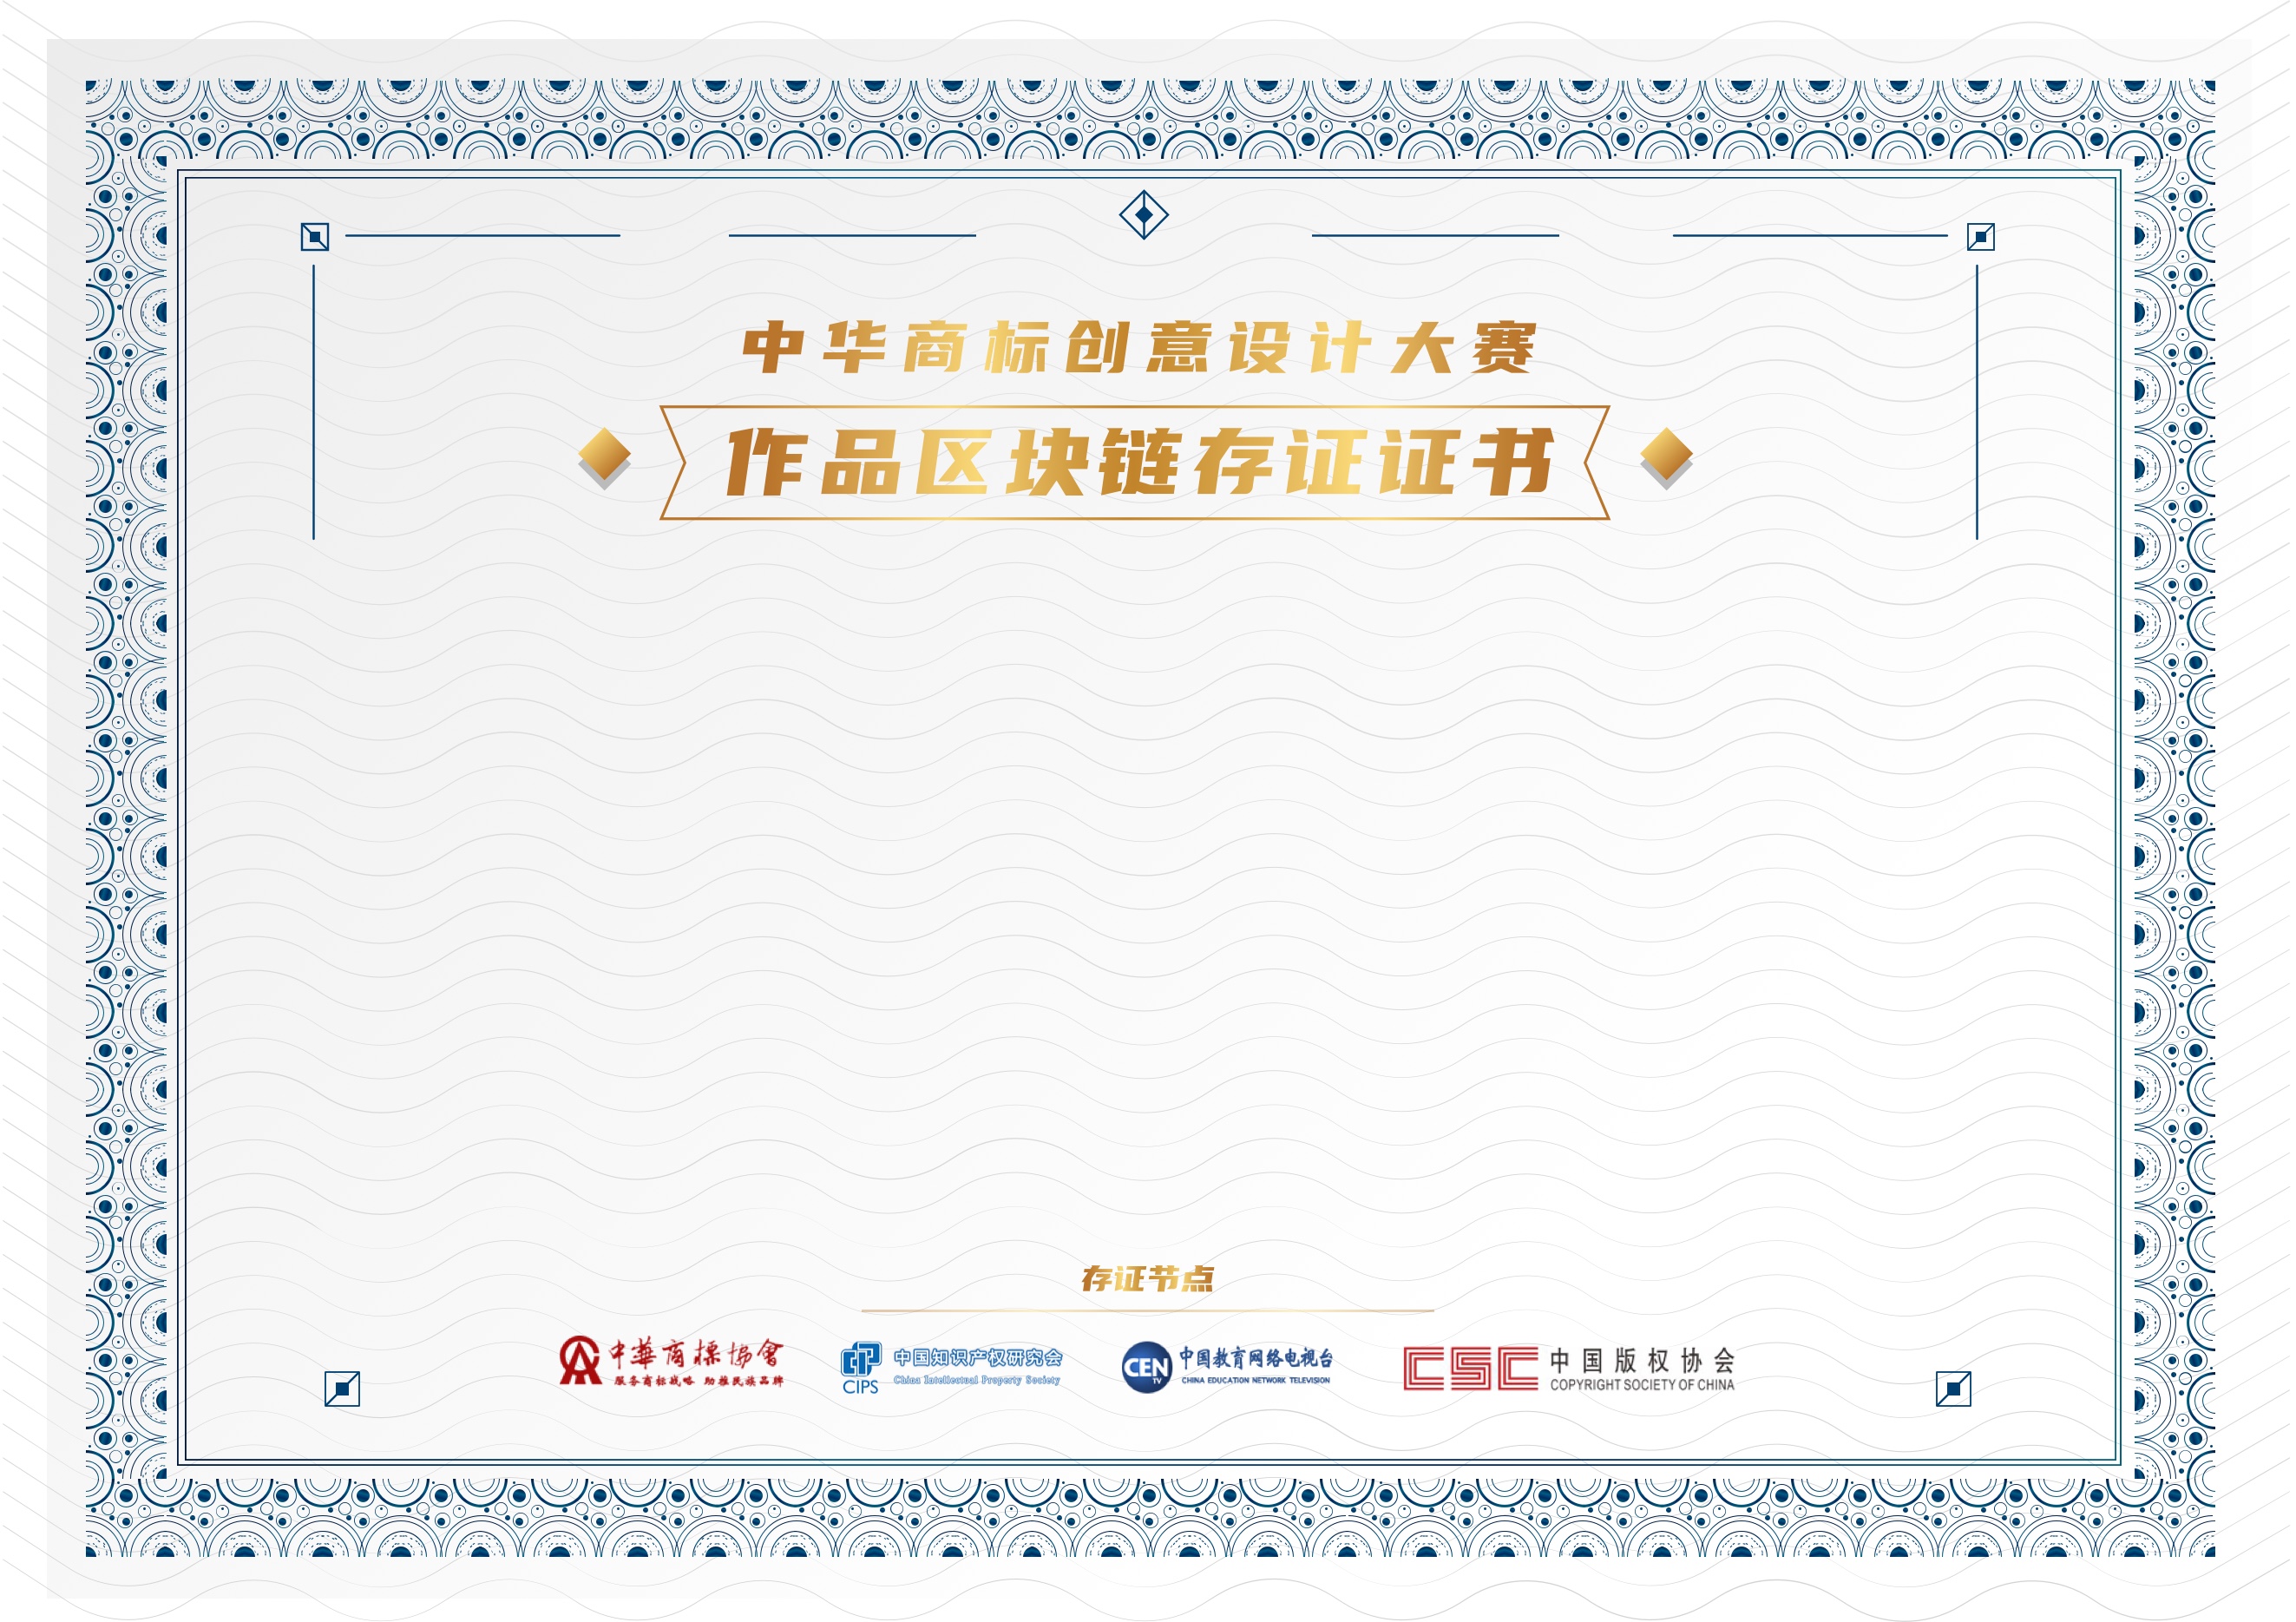 中华商标创意设计大赛
作品区块链存证证书
存证节点
中華商標協會
服务商标战略 助推民族品牌
CIPS
中国知识产权研究会
China Intellectual Property Society
CEN
TV
中国教育网络电视台
CHINA EDUCATION NETWORK TELEVISION
CSC
中国版权协会
COPYRIGHT SOCIETY OF CHINA